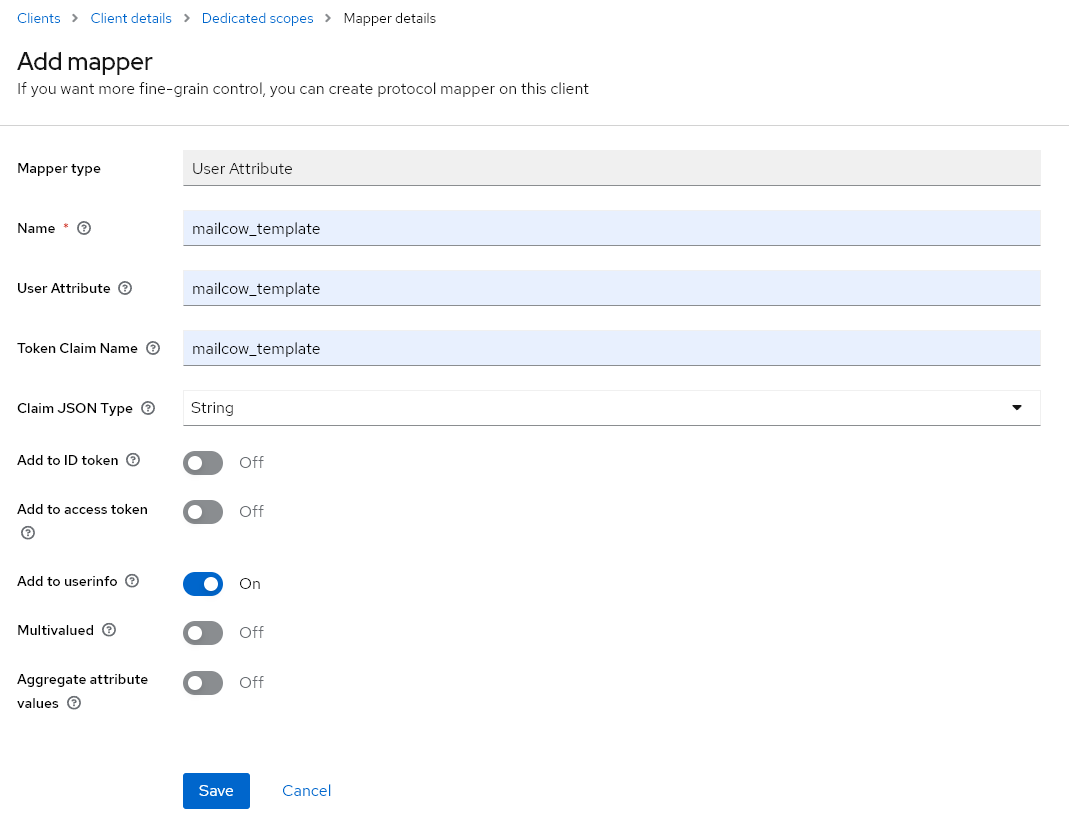 Clients > Client details > Dedicated scopes > Mapper details
Add mapper
If you want more fine-grain control, you can create protocol mapper on this client
Mapper type User Attribute
Name * mailcow_template
User Attribute mailcow_template
Token Claim Name mailcow_template
Claim JSON Type String
Add to ID token Off
Add to access token Off
Add to userinfo On
Multivalued Off
Aggregate attribute
values Off
Save Cancel